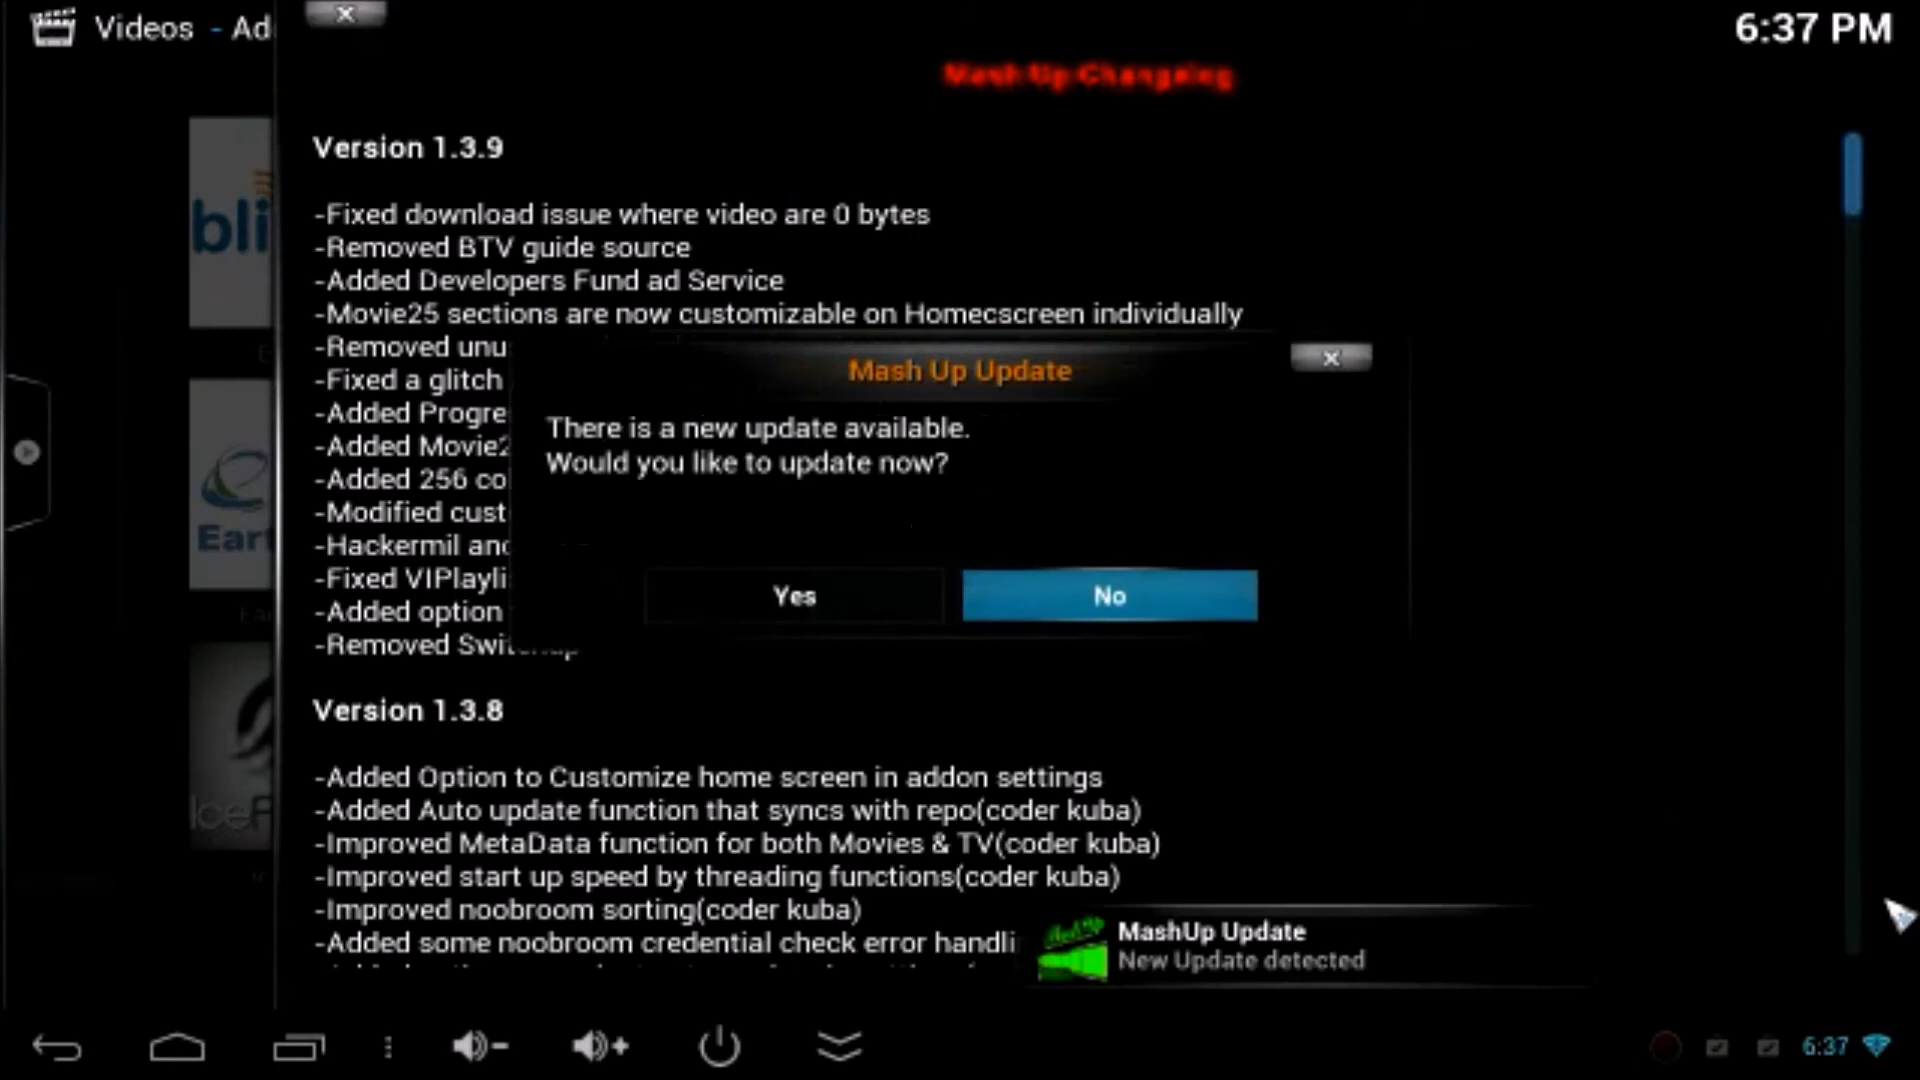 Videos - Ad
6:37 PM
Mash Up Changelog
Version 1.3.9
-Fixed download issue where video are 0 bytes
-Removed BTV guide source
-Added Developers Fund ad Service
-Movie25 sections are now customizable on Homecscreen individually
-Removed unu
-Fixed a glitch
-Added Progre
-Added Movie2
-Added 256 co
-Modified cust
-Hackermil and
-Fixed VIPlayli
-Added option
-Removed
Mash Up Update
There is a new update available.
Would you like to update now?
Yes
No
Version 1.3.8
-Added Option to Customize home screen in addon settings
-Added Auto update function that syncs with repo(coder kuba)
-Improved MetaData function for both Movies & TV(coder kuba)
-Improved start up speed by threading functions(coder kuba)
-Improved noobroom sorting(coder kuba)
-Added some noobroom credential check error handli
MashUp Update
New Update detected
bli
Eart
IceF
6:37